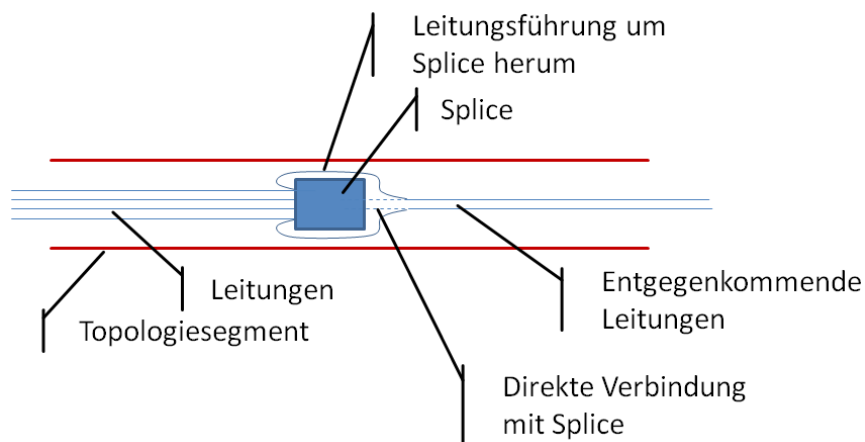 Leitungsführung um
Splice herum
Splice
Leitungen
Topologiesegment
Entgegenkommende
Leitungen
Direkte Verbindung
mit Splice